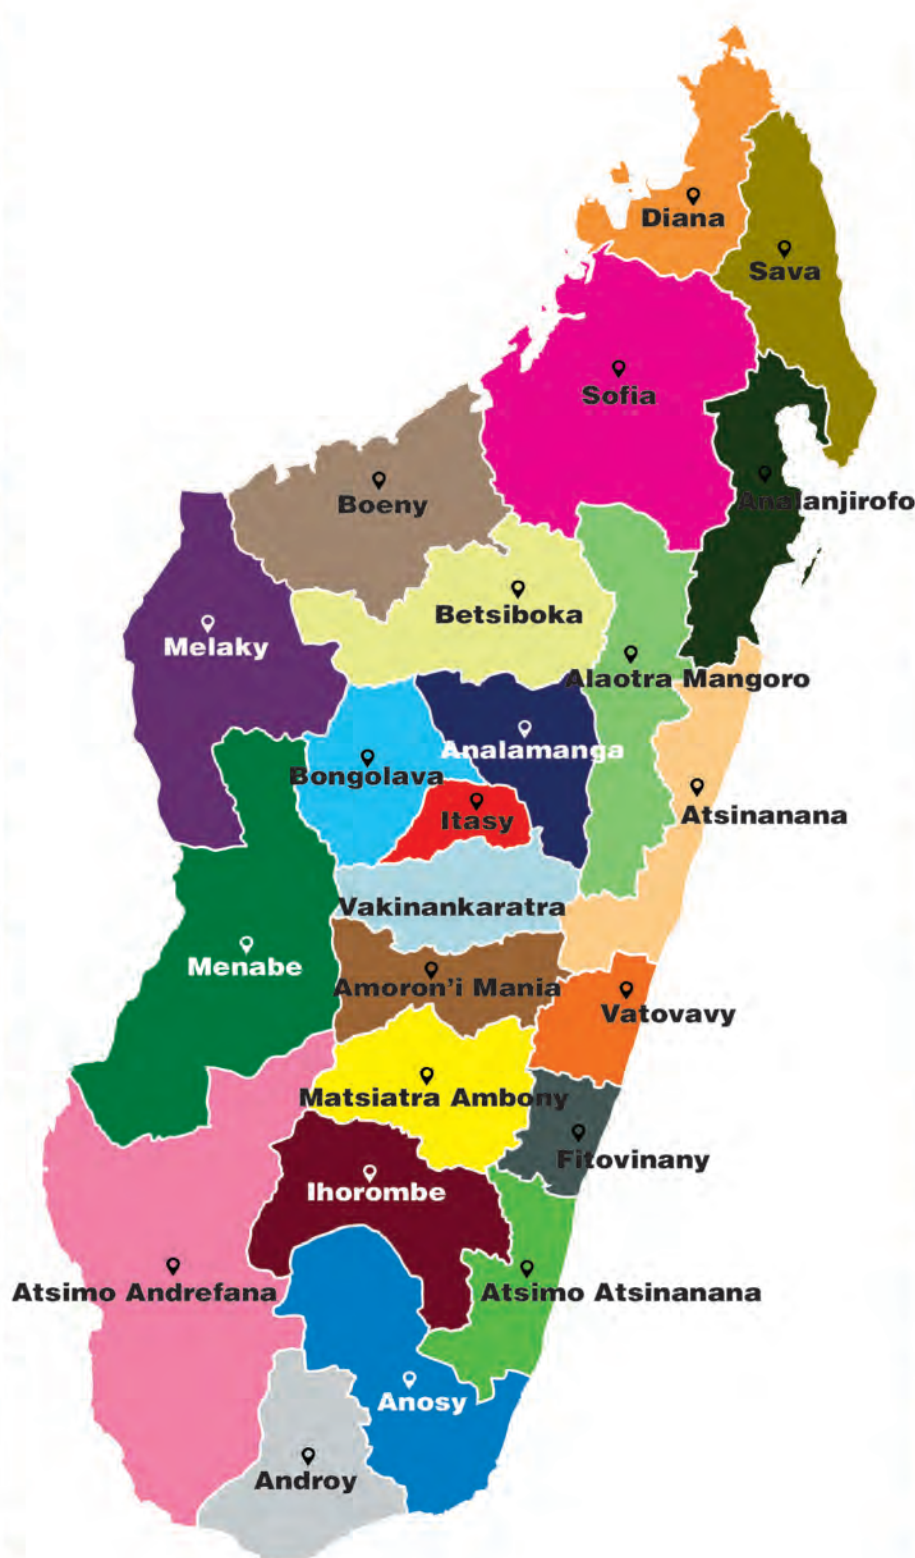 Diana
Sava
Sofia
Analanjirofo
Boeny
Betsiboka
Melaky
Alaotra Mangoro
Analamanga
Bongolava
Itasy
Atsinanana
Vakinankaratra
Menabe
Amoron'i Mania
Vatovavy
Matsiatra Ambony
Fitovinany
Ihorombe
Atsimo Andrefana
Atsimo Atsinanana
Anosy
Androy